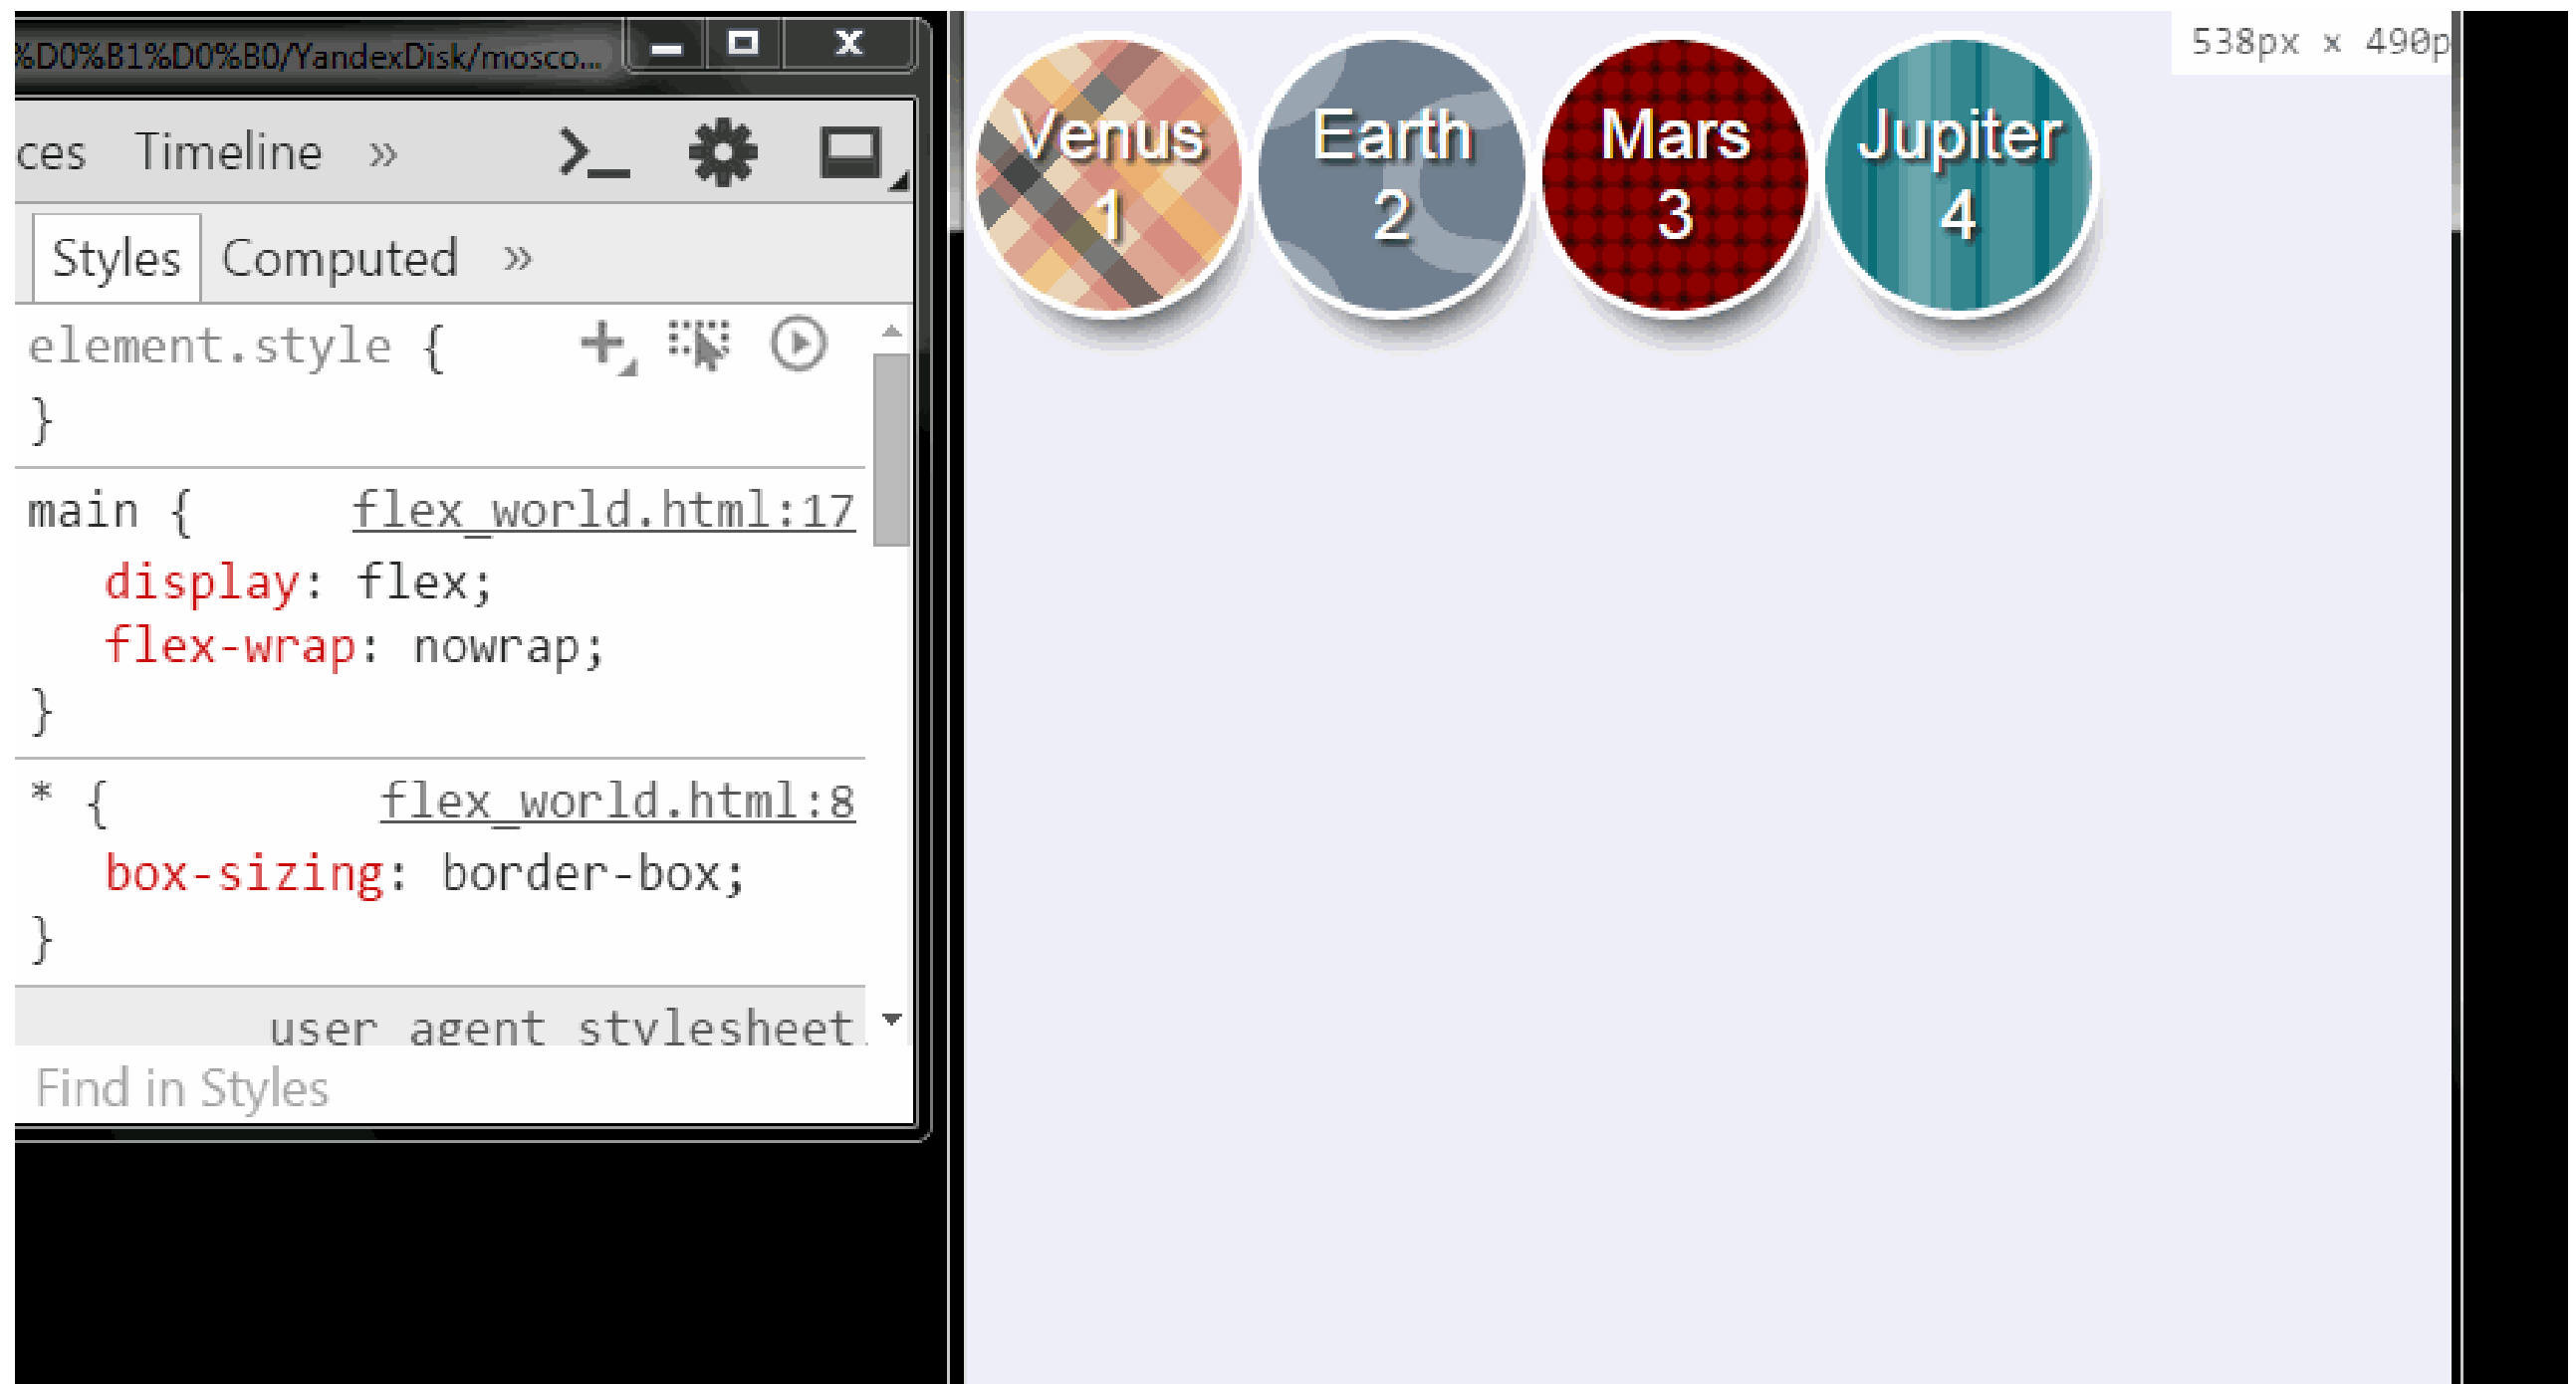 %D0%B1%D0%B0/YandexDisk/mosco...
ces Timeline »
Styles Computed »
element.style {
}
main { flex_world.html:17
display: flex;
flex-wrap: nowrap;
}
* { flex_world.html:8
box-sizing: border-box;
}
user agent stylesheet
Find in Styles
538px x 490p
Venus
1
Earth
2
Mars
3
Jupiter
4